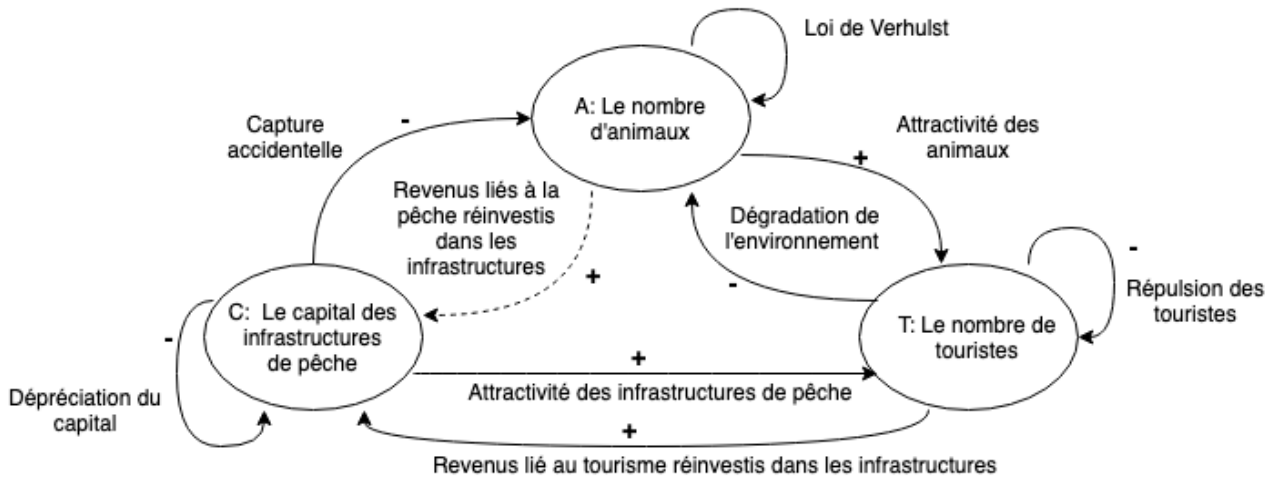 Loi de Verhulst
A: Le nombre
d'animaux
Capture
accidentelle
-
Attractivité des
animaux
+
Revenus liés à la
pêche réinvestis
dans les
infrastructures
+
Dégradation de
l'environnement
-
-
Répulsion des
touristes
C: Le capital des
infrastructures
de pêche
T: Le nombre de
touristes
-
Dépréciation du
capital
+
Attractivité des infrastructures de pêche
+
Revenus lié au tourisme réinvestis dans les infrastructures